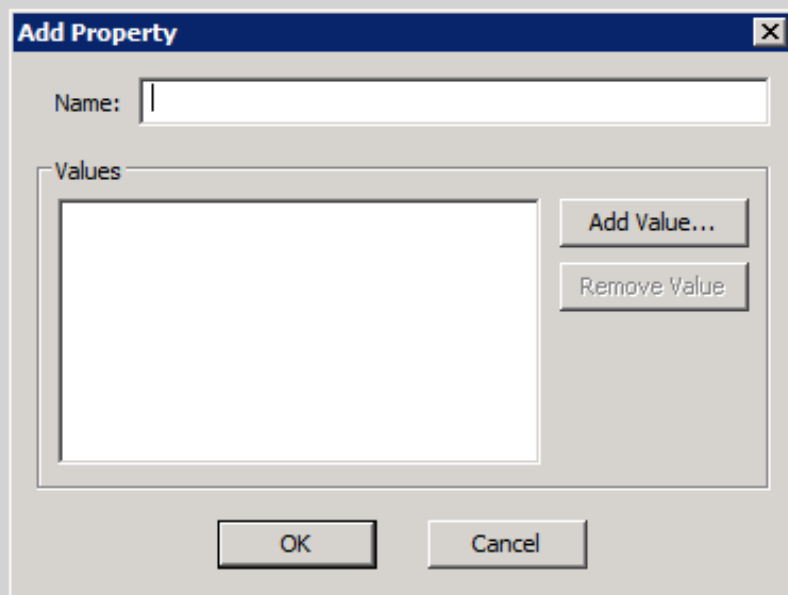 Add Property
Name:
Values
Add Value...
Remove Value
OK
Cancel